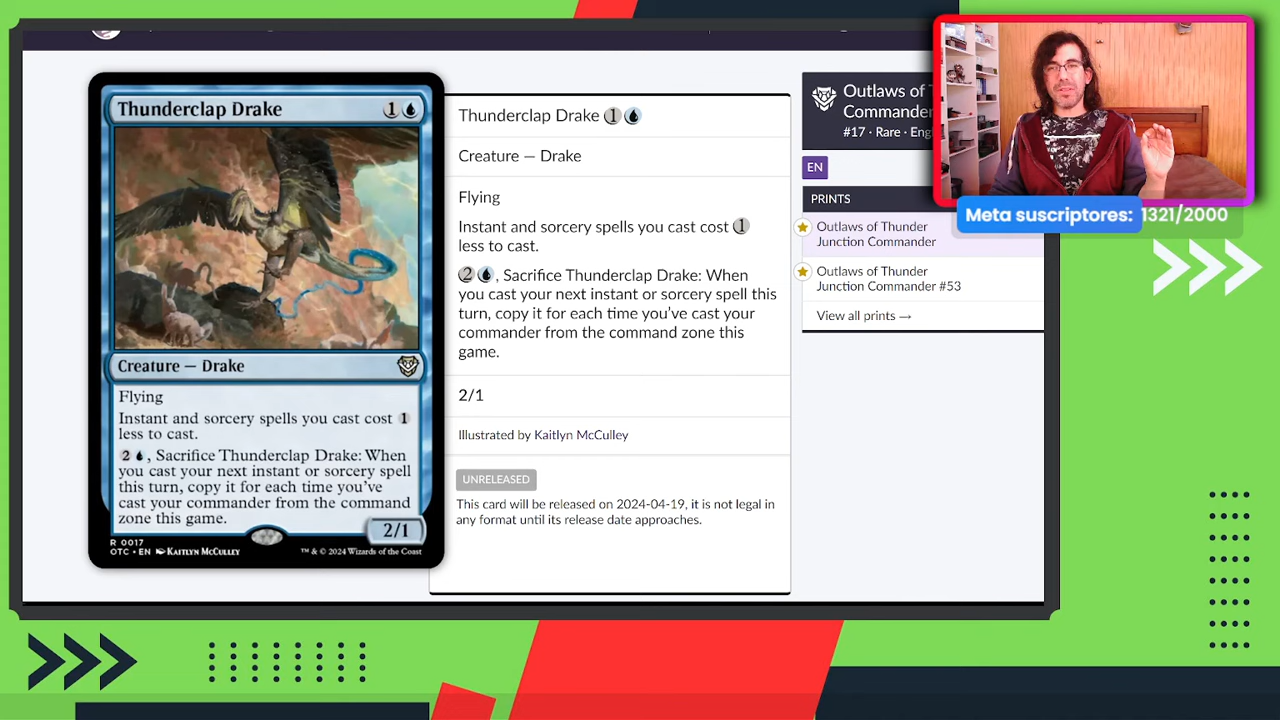 Thunderclap Drake 1
Creature — Drake
Flying
Instant and sorcery spells you cast cost 1
less to cast.
2 , Sacrifice Thunderclap Drake: When
you cast your next instant or sorcery spell
this turn, copy it for each time you've
cast your commander from the command
zone this game.
2/1
R 0017
OTC • EN KAITLYN MCCULLEY
™ & © 2024 Wizards of the Coast
Thunderclap Drake 1
Creature — Drake
Flying
Instant and sorcery spells you cast cost 1
less to cast.
2 , Sacrifice Thunderclap Drake: When
you cast your next instant or sorcery spell this
turn, copy it for each time you've cast your
commander from the command zone this
game.
2/1
Illustrated by Kaitlyn McCulley
UNRELEASED
This card will be released on 2024-04-19, it is not legal in
any format until its release date approaches.
Outlaws of
Commander
#17 · Rare ·
EN
PRINTS
Outlaws of Thunder
Junction Commander
Outlaws of Thunder
Junction Commander #53
View all prints →
Meta suscriptores: 1321/2000